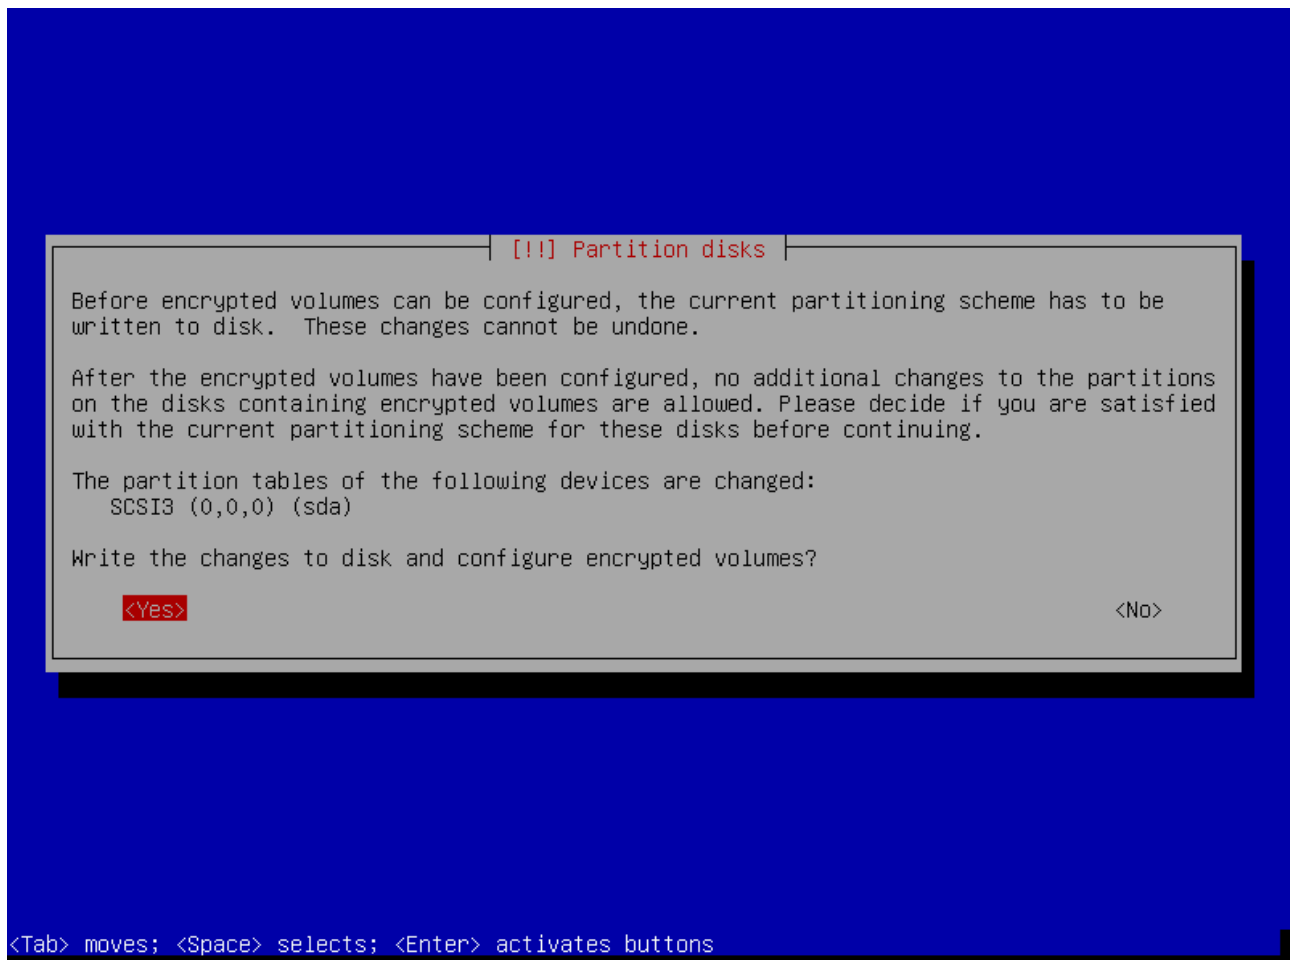 [!!] Partition disks
Before encrypted volumes can be configured, the current partitioning scheme has to be
written to disk.  These changes cannot be undone.
After the encrypted volumes have been configured, no additional changes to the partitions
on the disks containing encrypted volumes are allowed. Please decide if you are satisfied
with the current partitioning scheme for these disks before continuing.
The partition tables of the following devices are changed:
SCSI3 (0,0,0) (sda)
Write the changes to disk and configure encrypted volumes?
<Yes> <No>
<Tab> moves; <Space> selects; <Enter> activates buttons